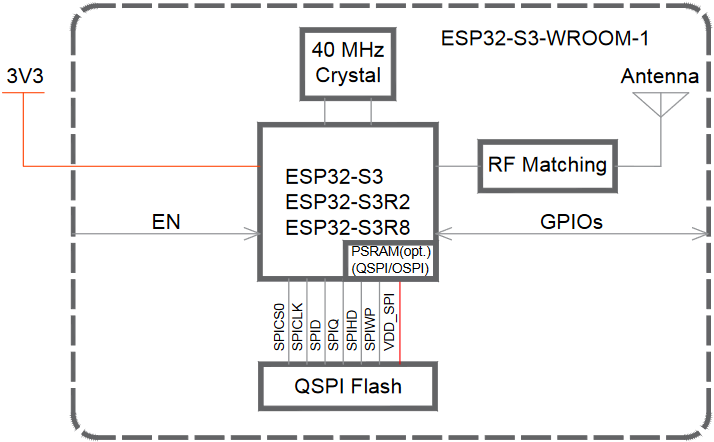 ESP32-S3-WROOM-1
40 MHz
Crystal
3V3
Antenna
RF Matching
ESP32-S3
ESP32-S3R2
ESP32-S3R8
EN
GPIOs
PSRAM(opt.)
(QSPI/OSPI)
SPICS0
SPICLK
SPID
SPIQ
SPIHD
SPIWP
VDD_SPI
QSPI Flash